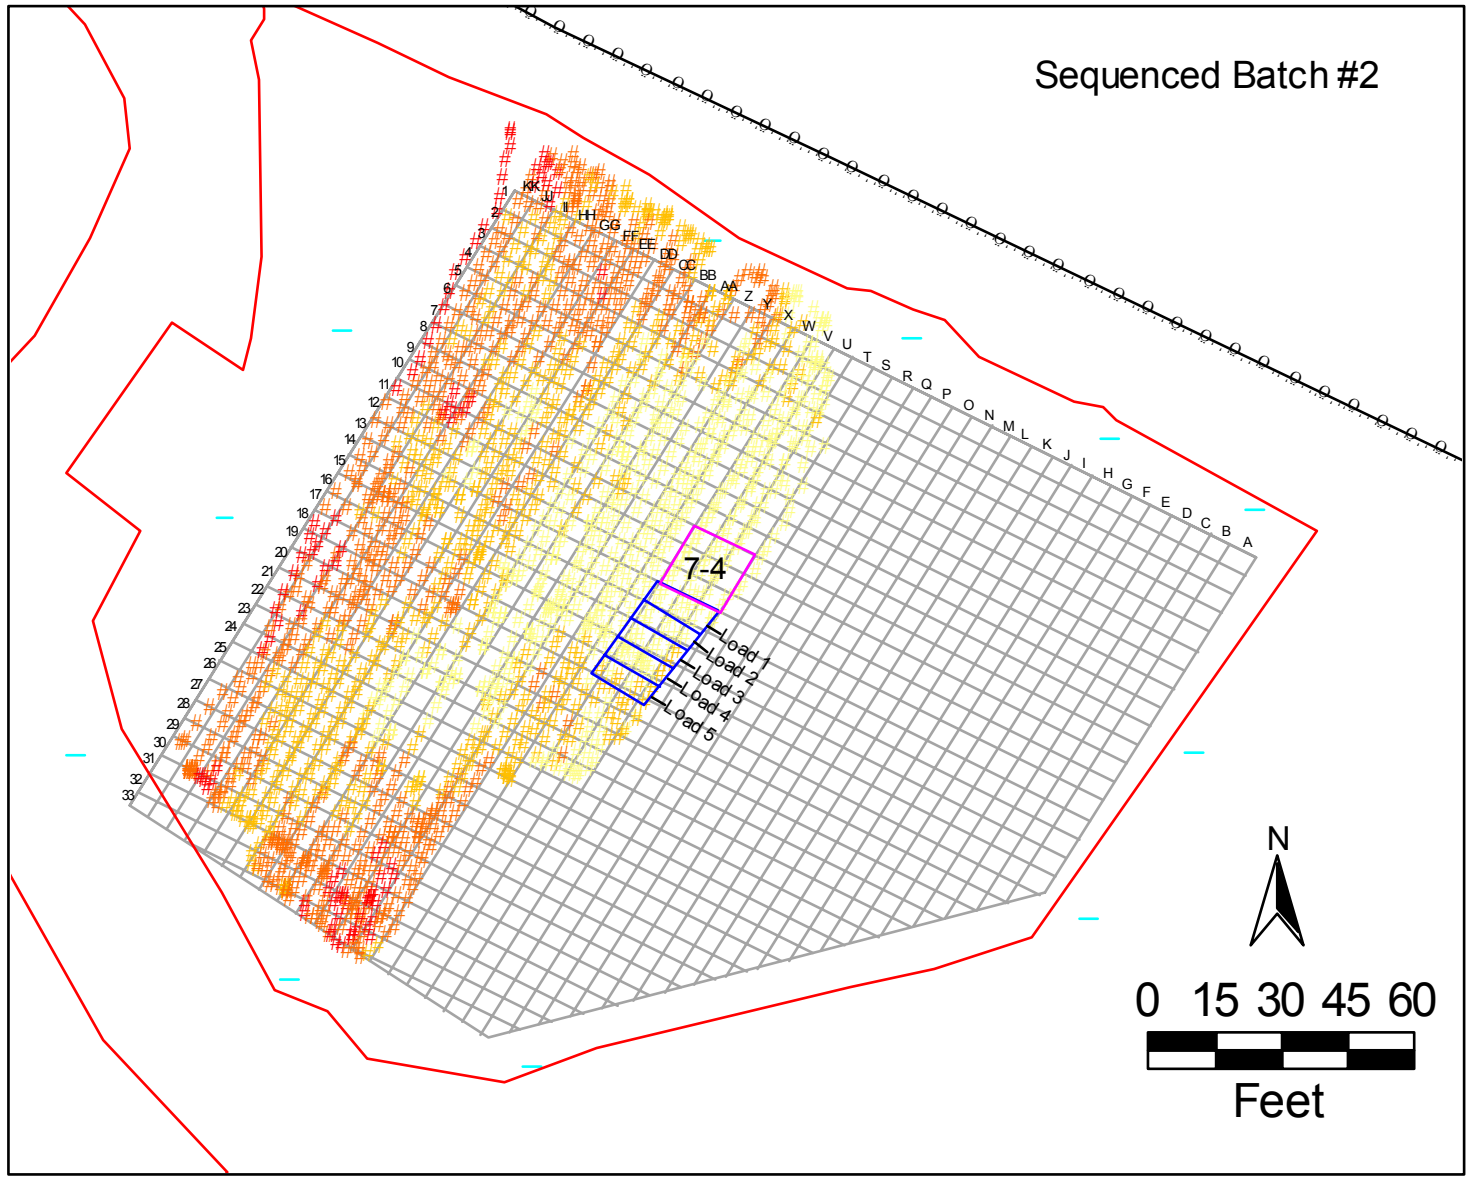 Sequenced Batch #2
KK
JJ
II
HH
GG
FF
EE
DD
CC
BB
AA
Z
Y
X
W
V
U
T
S
R
Q
P
O
N
M
L
K
J
I
H
G
F
E
D
C
B
A
1
2
3
4
5
6
7
8
9
10
11
12
13
14
15
16
17
18
19
20
21
22
23
24
25
26
27
28
29
30
31
32
33
7-4
Load 1
Load 2
Load 3
Load 4
Load 5
N
0 15 30 45 60
Feet